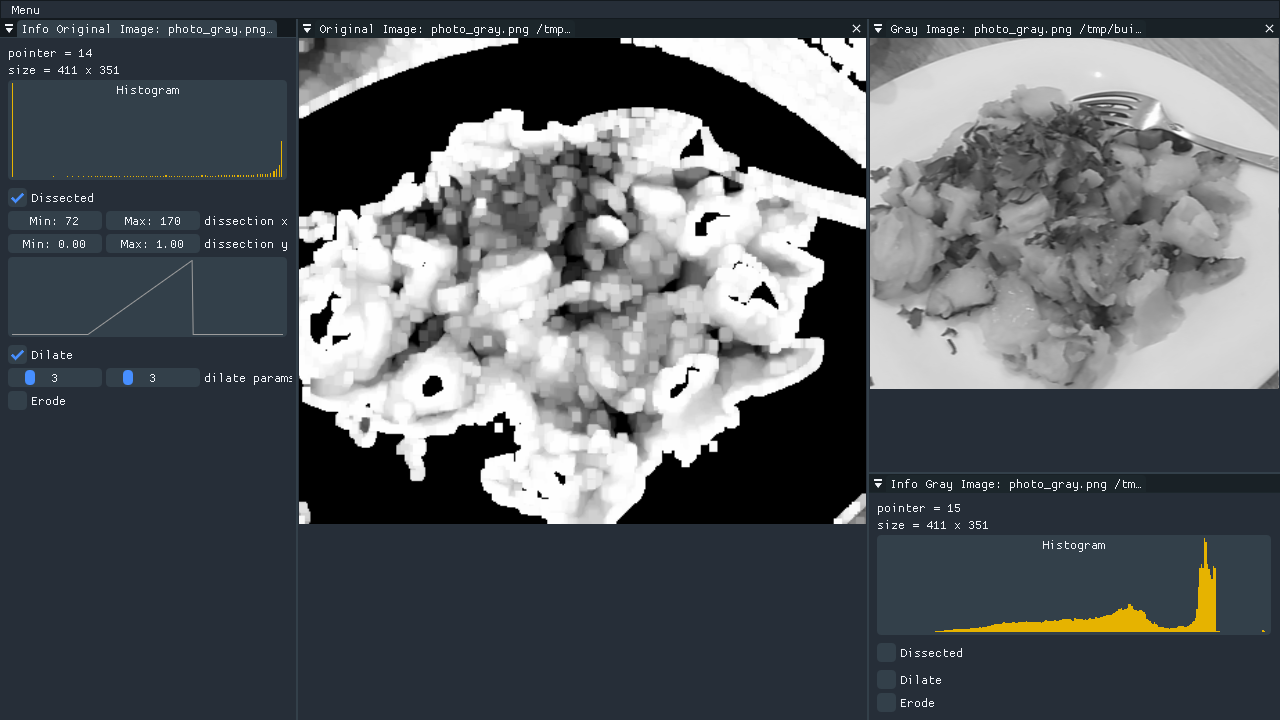 Menu
Info Original Image: photo_gray.png…
pointer = 14
size = 411 x 351
Histogram
Dissected
Min: 72 Max: 170 dissection x
Min: 0.00 Max: 1.00 dissection y
Dilate
3 3 dilate params
Erode
Original Image: photo_gray.png /tmp…
Gray Image: photo_gray.png /tmp/bui…
Info Gray Image: photo_gray.png /tm…
pointer = 15
size = 411 x 351
Histogram
Dissected
Dilate
Erode